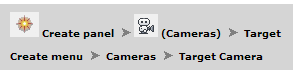 Create panel ➤ (Cameras) ➤ Target
Create menu ➤ Cameras ➤ Target Camera